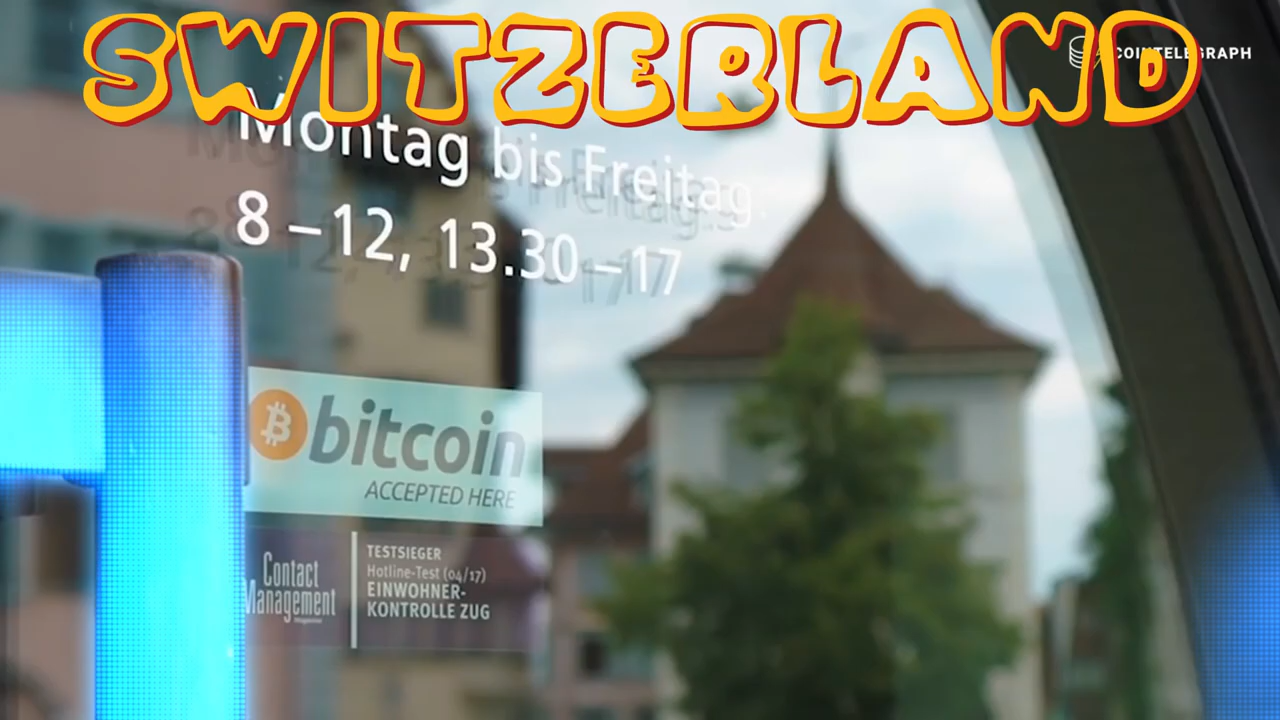 SWITZERLAND
COINTELEGRAPH
Montag bis Freitag
8–12, 13.30–17
bitcoin
ACCEPTED HERE
Contact
Management
TESTSIEGER
Hotline-Test (04/17)
EINWOHNER-
KONTROLLE ZUG